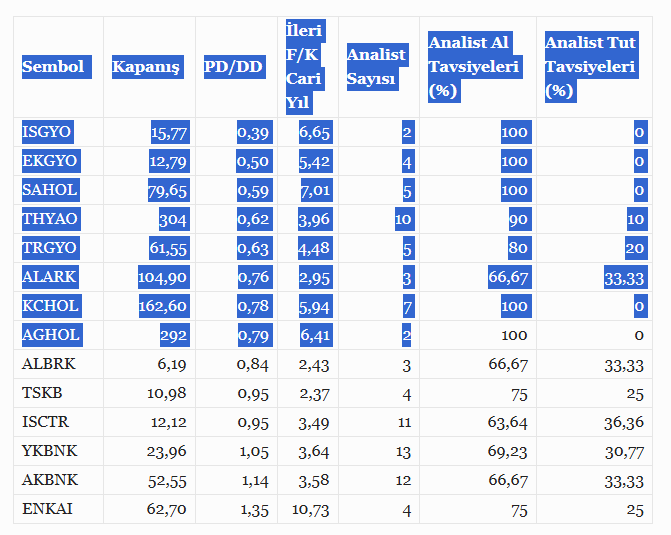 Sembol Kapanış PD/DD İleri F/K Cari Yıl Analist Sayısı Analist Al Tavsiyeleri (%) Analist Tut Tavsiyeleri (%)
ISGYO 15,77 0,39 6,65 2 100 0
EKGYO 12,79 0,50 5,42 4 100 0
SAHOL 79,65 0,59 7,01 5 100 0
THYAO 304 0,62 3,96 10 90 10
TRGYO 61,55 0,63 4,48 5 80 20
ALARK 104,90 0,76 2,95 3 66,67 33,33
KCHOL 162,60 0,78 5,94 7 100 0
AGHOL 292 0,79 6,41 2 100 0
ALBRK 6,19 0,84 2,43 3 66,67 33,33
TSKB 10,98 0,95 2,37 4 75 25
ISCTR 12,12 0,95 3,49 11 63,64 36,36
YKBNK 23,96 1,05 3,64 13 69,23 30,77
AKBNK 52,55 1,14 3,58 12 66,67 33,33
ENKAI 62,70 1,35 10,73 4 75 25